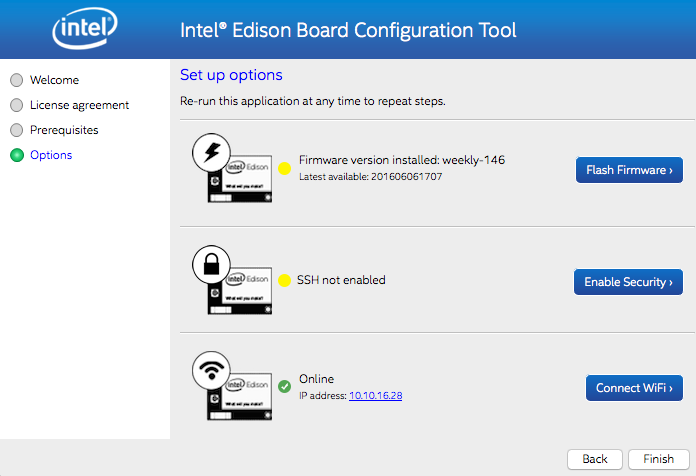 intel
Intel® Edison Board Configuration Tool
Welcome
License agreement
Prerequisites
Options
Set up options
Re-run this application at any time to repeat steps.
intel Edison
What will you make?
Firmware version installed: weekly-146
Latest available: 201606061707
Flash Firmware ›
intel Edison
What will you make?
SSH not enabled
Enable Security ›
intel Edison
What will you make?
Online
IP address: 10.10.16.28
Connect WiFi ›
Back
Finish